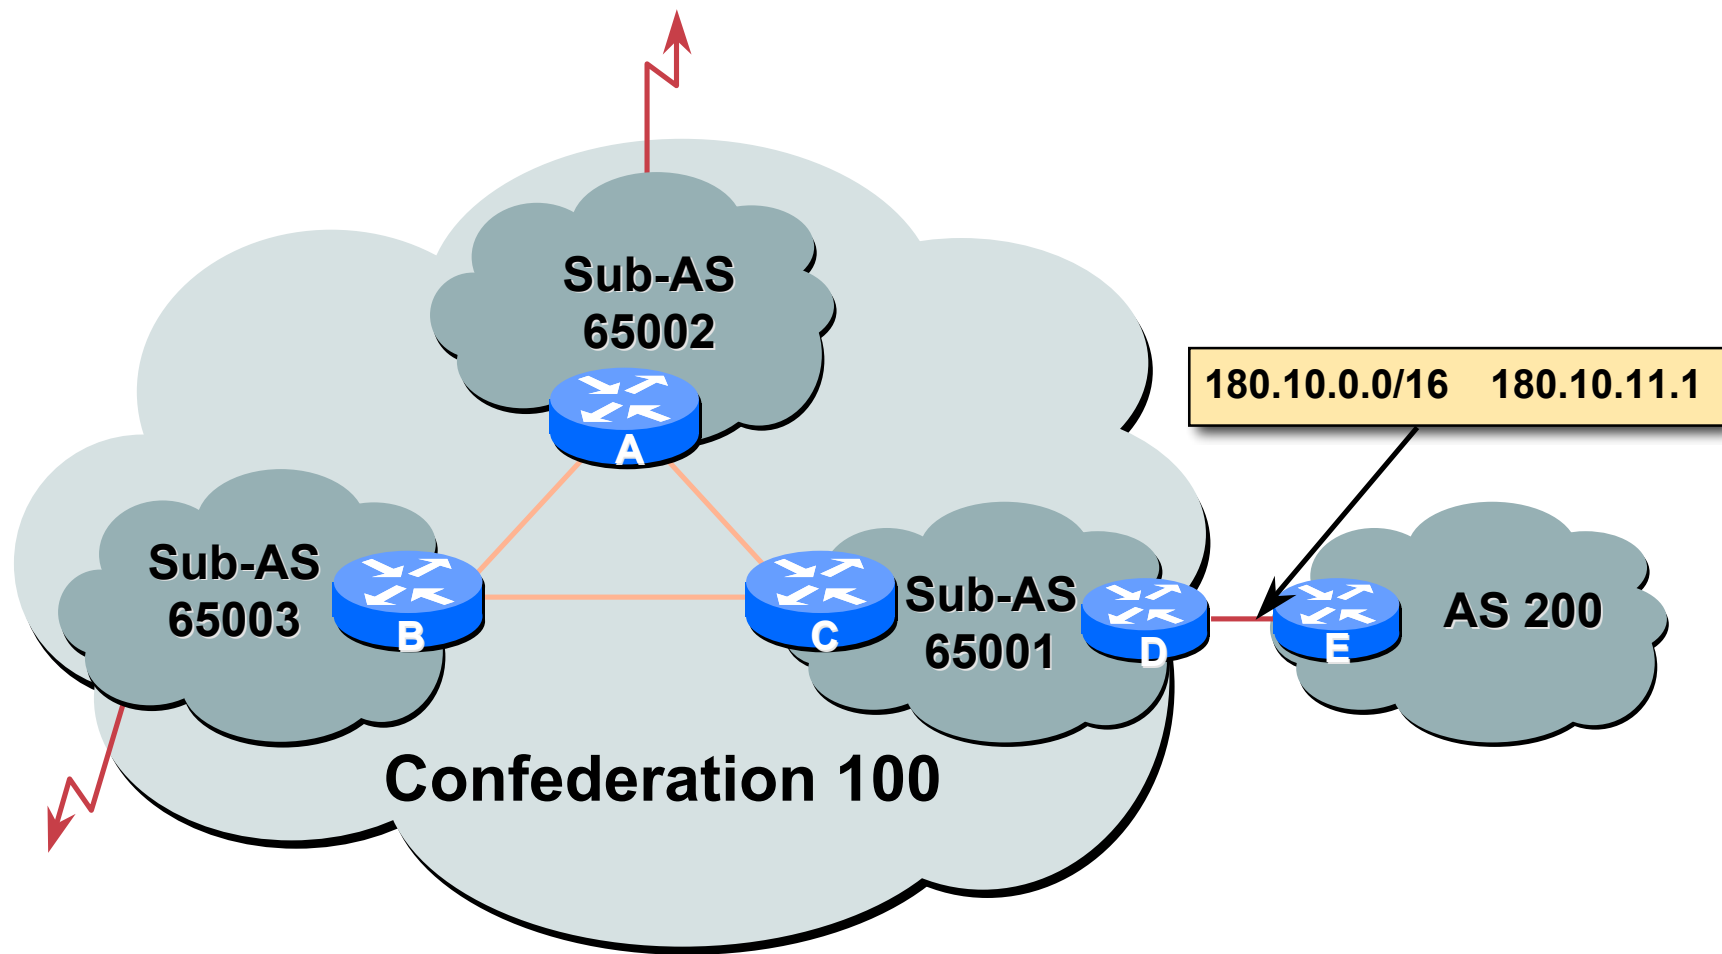 Sub-AS
65002
180.10.0.0/16 180.10.11.1
A
Sub-AS
65003
B
C
Sub-AS
65001
D
E
AS 200
Confederation 100